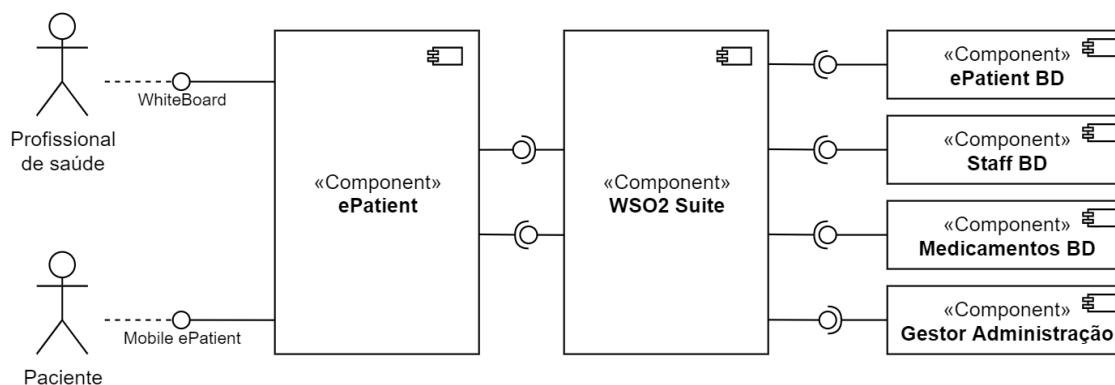 WhiteBoard
Profissional
de saúde
Mobile ePatient
Paciente
«Component»
ePatient
«Component»
WSO2 Suite
«Component»
ePatient BD
«Component»
Staff BD
«Component»
Medicamentos BD
«Component»
Gestor Administração